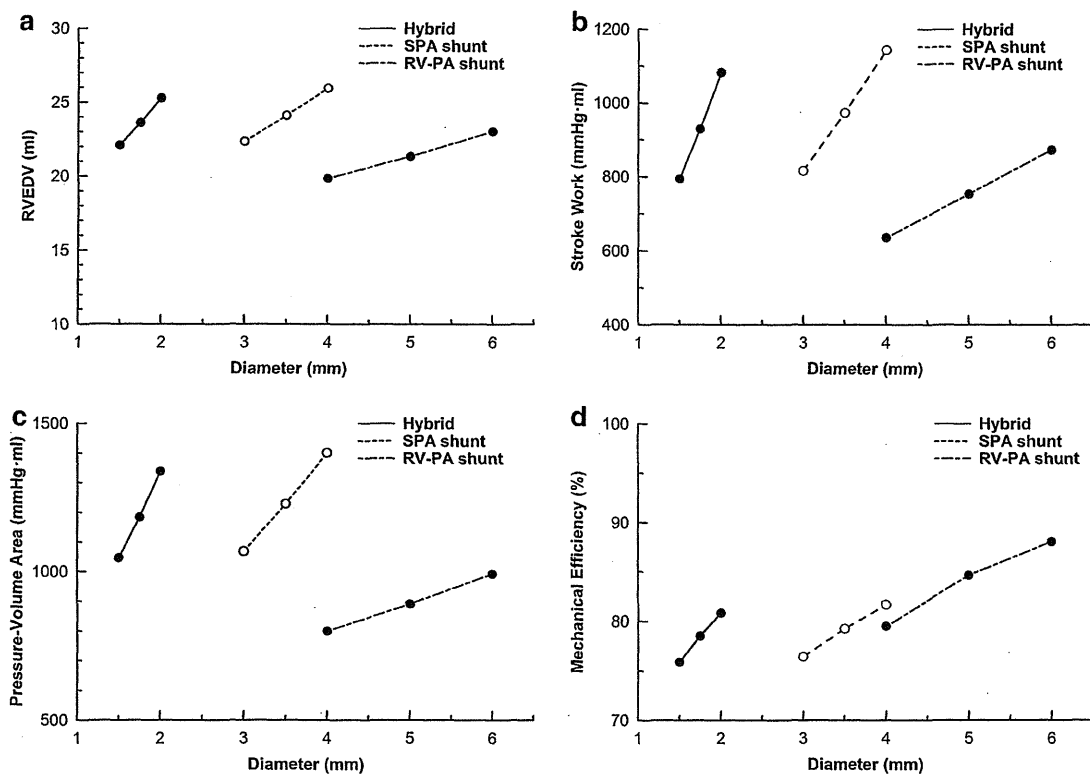 a
30
25
20
15
10
RVEDV (ml)
Hybrid
SPA shunt
RV-PA shunt
1 2 3 4 5 6
Diameter (mm)
b
1200
1000
800
600
400
Stroke Work (mmHg·ml)
Hybrid
SPA shunt
RV-PA shunt
1 2 3 4 5 6
Diameter (mm)
c
1500
1000
500
Pressure-Volume Area (mmHg·ml)
Hybrid
SPA shunt
RV-PA shunt
1 2 3 4 5 6
Diameter (mm)
d
100
90
80
70
Mechanical Efficiency (%)
Hybrid
SPA shunt
RV-PA shunt
1 2 3 4 5 6
Diameter (mm)